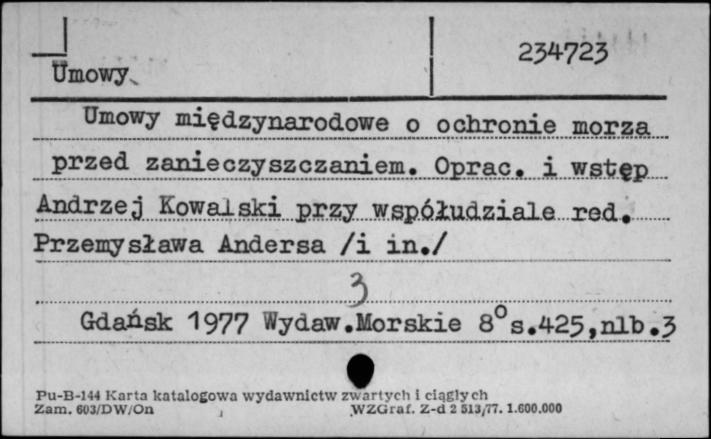 234723
Umowy
Umowy międzynarodowe o ochronie morza
przed zanieczyszczaniem. Oprac. i wstęp
Andrzej Kowalski przy współudziale red.
Przemysława Andersa /i in./
3
Gdańsk 1977 Wydaw.Morskie 8° s.425,nlb.3
Pu-B-144 Karta katalogowa wydawnictw zwartych i ciągłych
Zam. 603/DW/On WZGraf. Z-d 2 513/77. 1.600.000